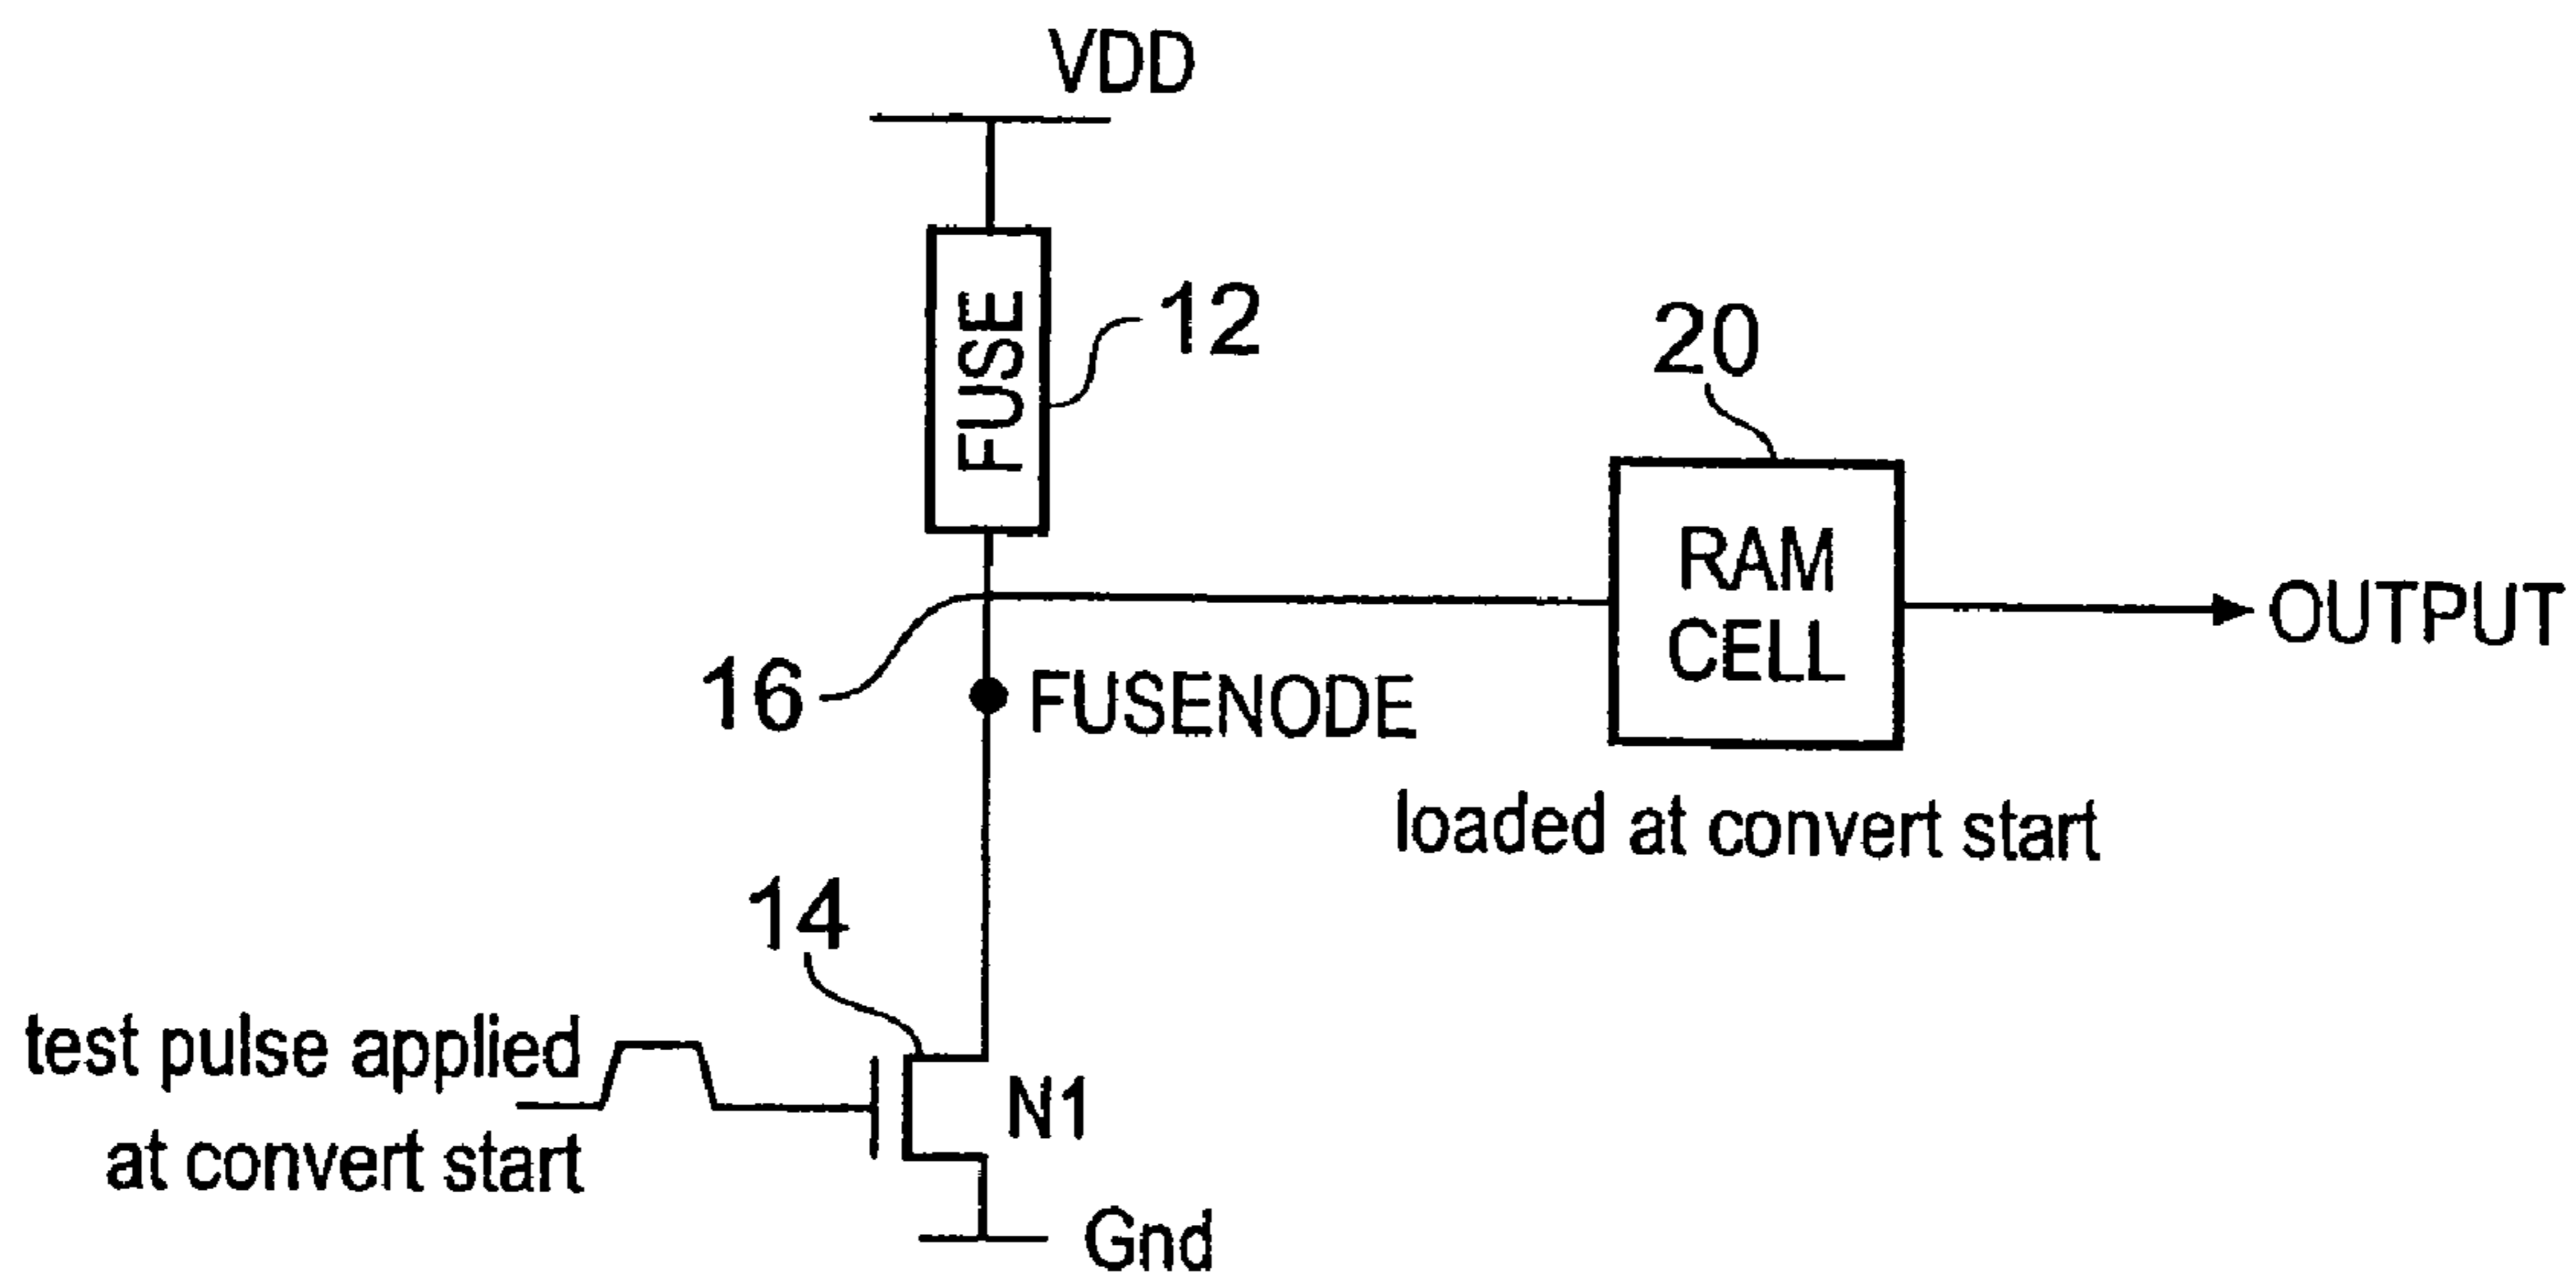 VDD
FUSE
12
20
RAM
CELL
OUTPUT
16
FUSENODE
loaded at convert start
14
test pulse applied
at convert start
N1
Gnd